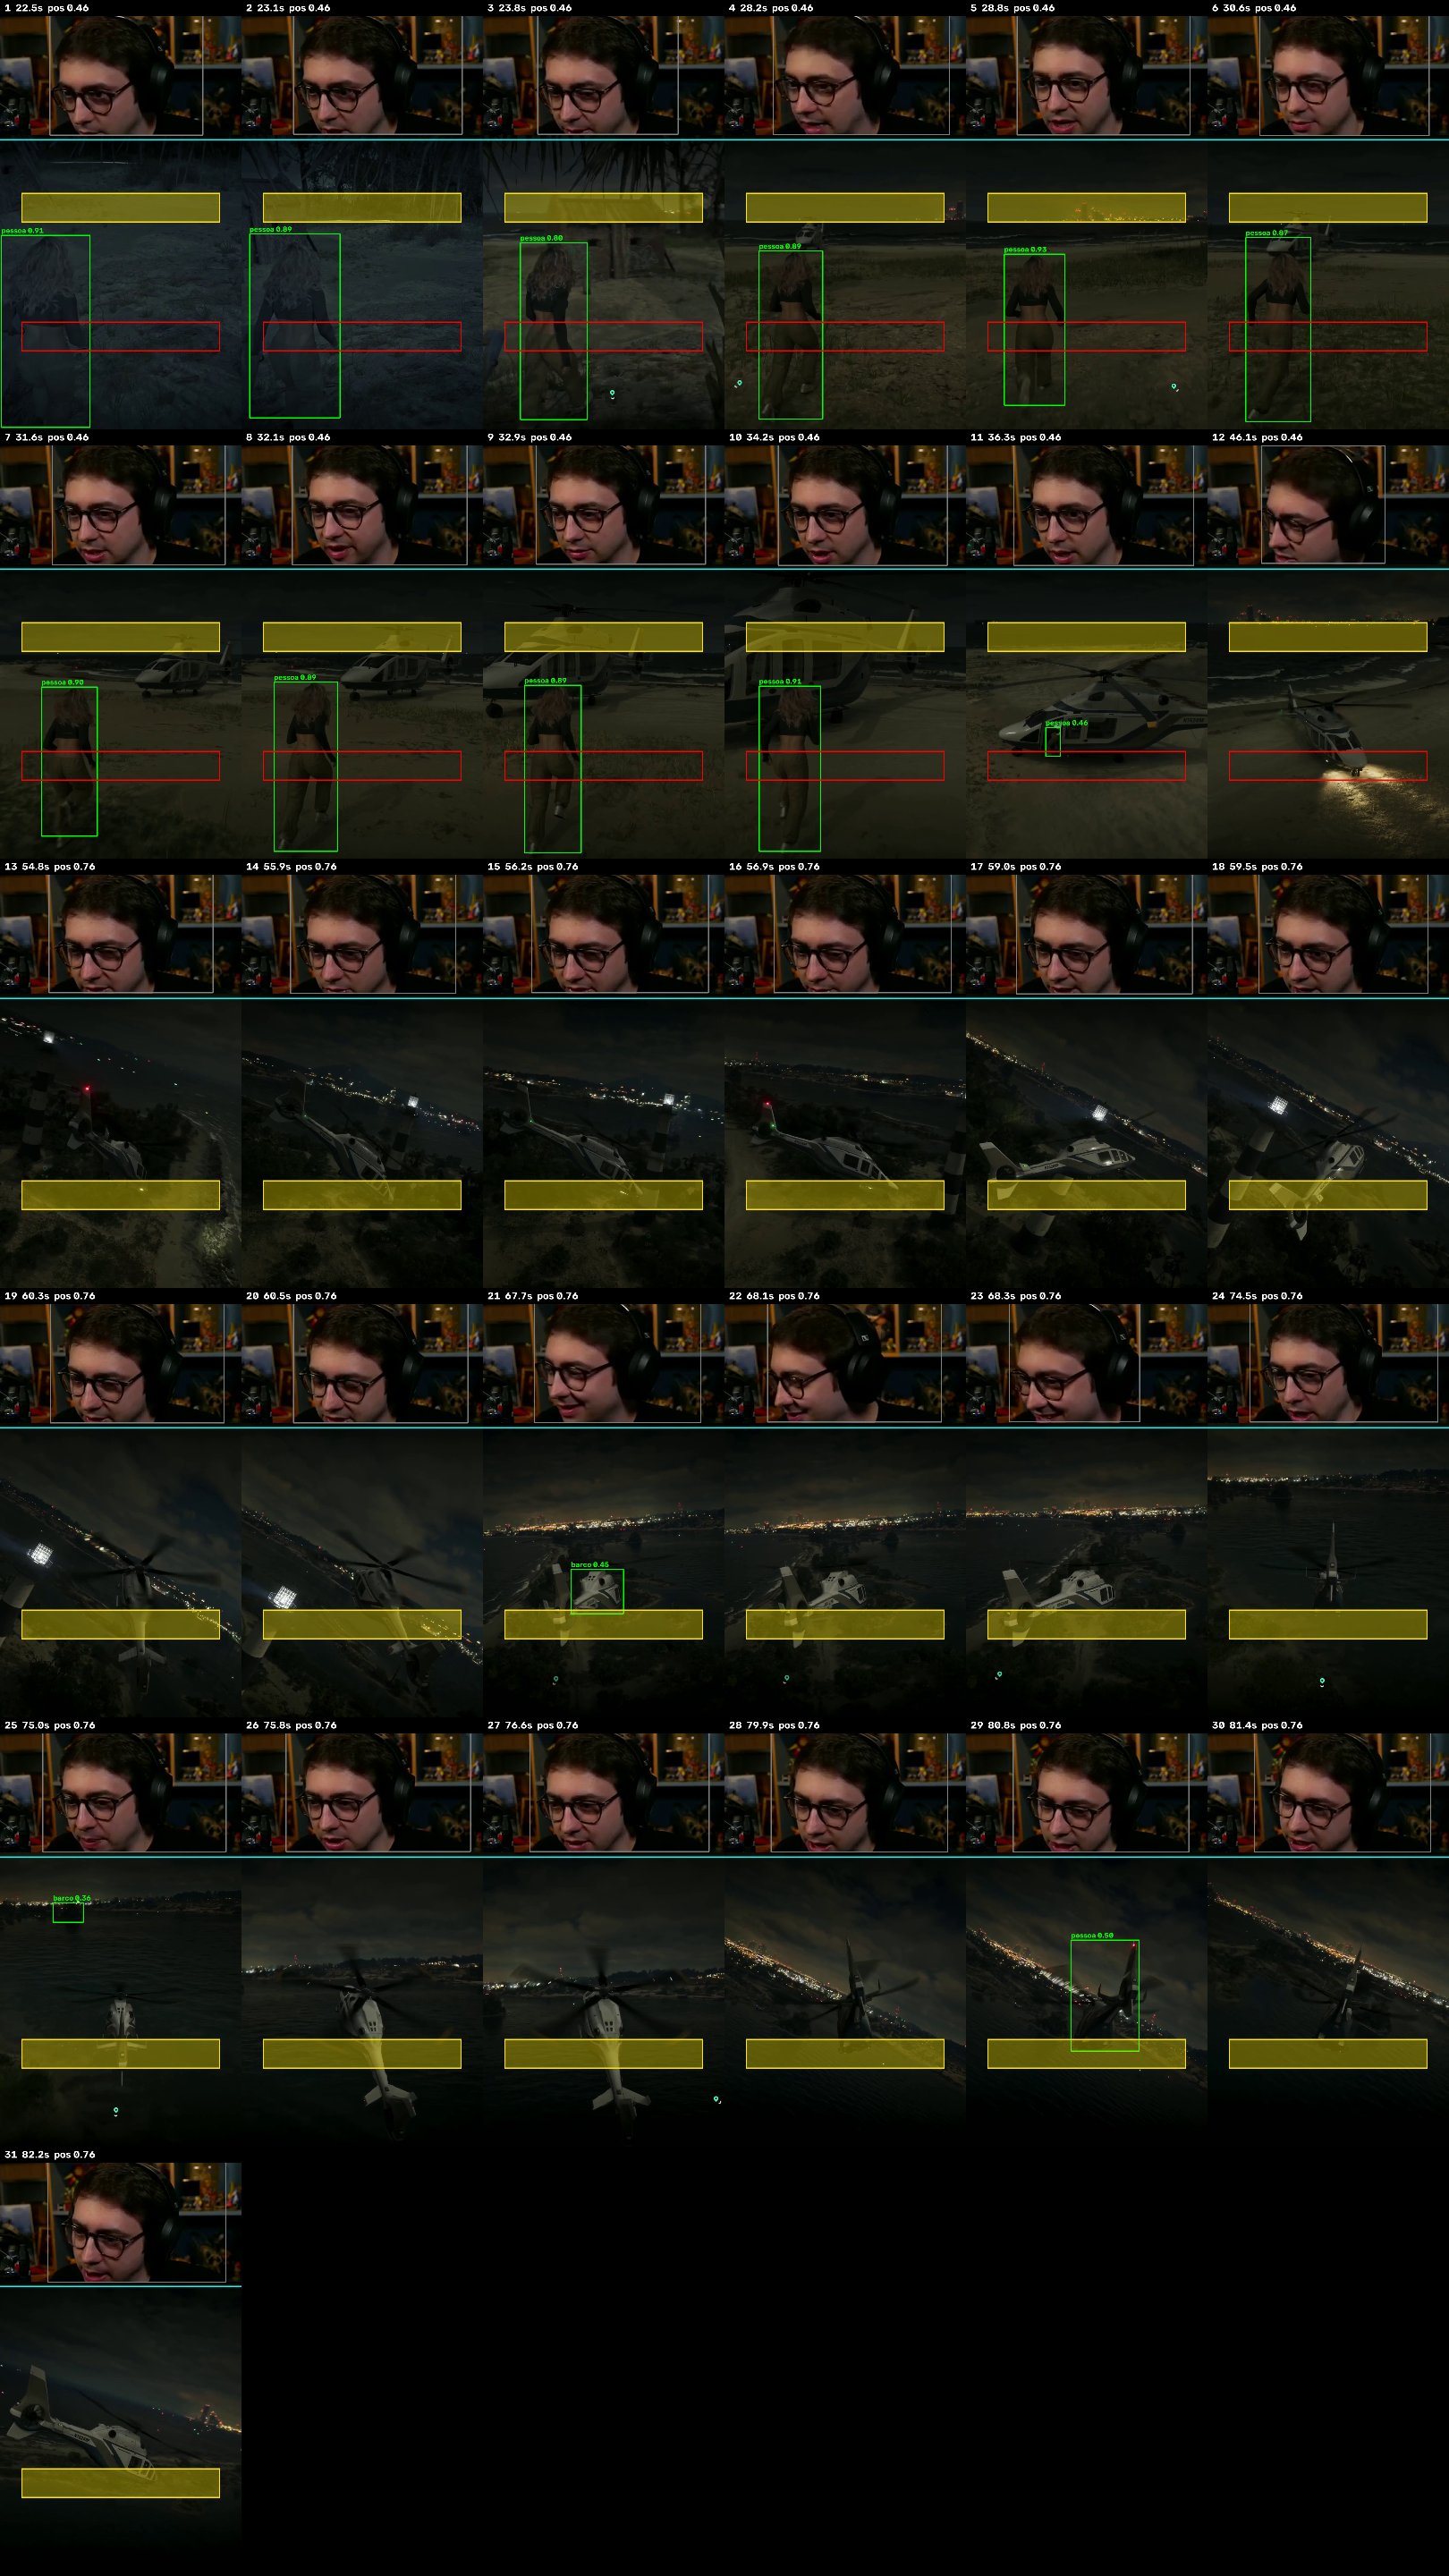 1 22.5s pos 0.46
2 23.1s pos 0.46
3 23.8s pos 0.46
4 28.2s pos 0.46
5 28.8s pos 0.46
6 30.6s pos 0.46
pessoa 0.91
pessoa 0.89
pessoa 0.80
pessoa 0.89
pessoa 0.93
pessoa 0.87
7 31.6s pos 0.46
8 32.1s pos 0.46
9 32.9s pos 0.46
10 34.2s pos 0.46
11 36.3s pos 0.46
12 46.1s pos 0.46
pessoa 0.90
pessoa 0.89
pessoa 0.89
pessoa 0.91
pessoa 0.46
13 54.8s pos 0.76
14 55.9s pos 0.76
15 56.2s pos 0.76
16 56.9s pos 0.76
17 59.0s pos 0.76
18 59.5s pos 0.76
19 60.3s pos 0.76
20 60.5s pos 0.76
21 67.7s pos 0.76
22 68.1s pos 0.76
23 68.3s pos 0.76
24 74.5s pos 0.76
barco 0.45
25 75.0s pos 0.76
26 75.8s pos 0.76
27 76.6s pos 0.76
28 79.9s pos 0.76
29 80.8s pos 0.76
30 81.4s pos 0.76
barco 0.36
pessoa 0.50
31 82.2s pos 0.76